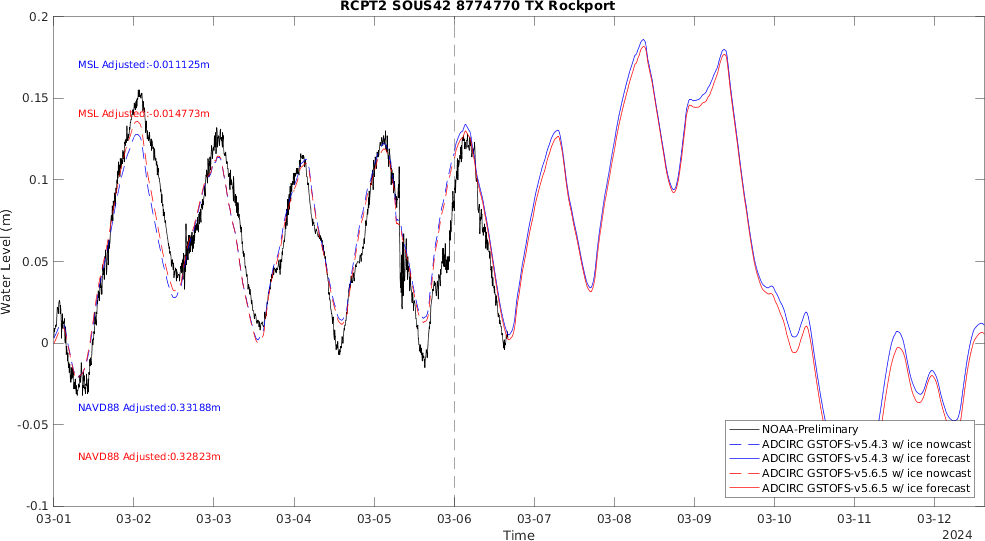 RCPT2 SOUS42 8774770 TX Rockport
0.2
0.15
0.1
0.05
0
-0.05
-0.1
Water Level (m)
MSL Adjusted:-0.011125m
MSL Adjusted:-0.014773m
NAVD88 Adjusted:0.33188m
NAVD88 Adjusted:0.32823m
NOAA-Preliminary
ADCIRC GSTOFS-v5.4.3 w/ ice nowcast
ADCIRC GSTOFS-v5.4.3 w/ ice forecast
ADCIRC GSTOFS-v5.6.5 w/ ice nowcast
ADCIRC GSTOFS-v5.6.5 w/ ice forecast
03-01 03-02 03-03 03-04 03-05 03-06 03-07 03-08 03-09 03-10 03-11 03-12
Time
2024